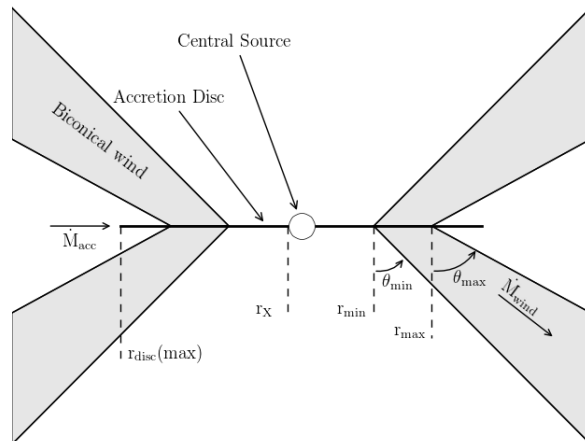 Central Source
Accretion Disc
Biconical wind
Ṁacc
θmin
θmax
Ṁwind
rX
rmin
rmax
rdisc(max)